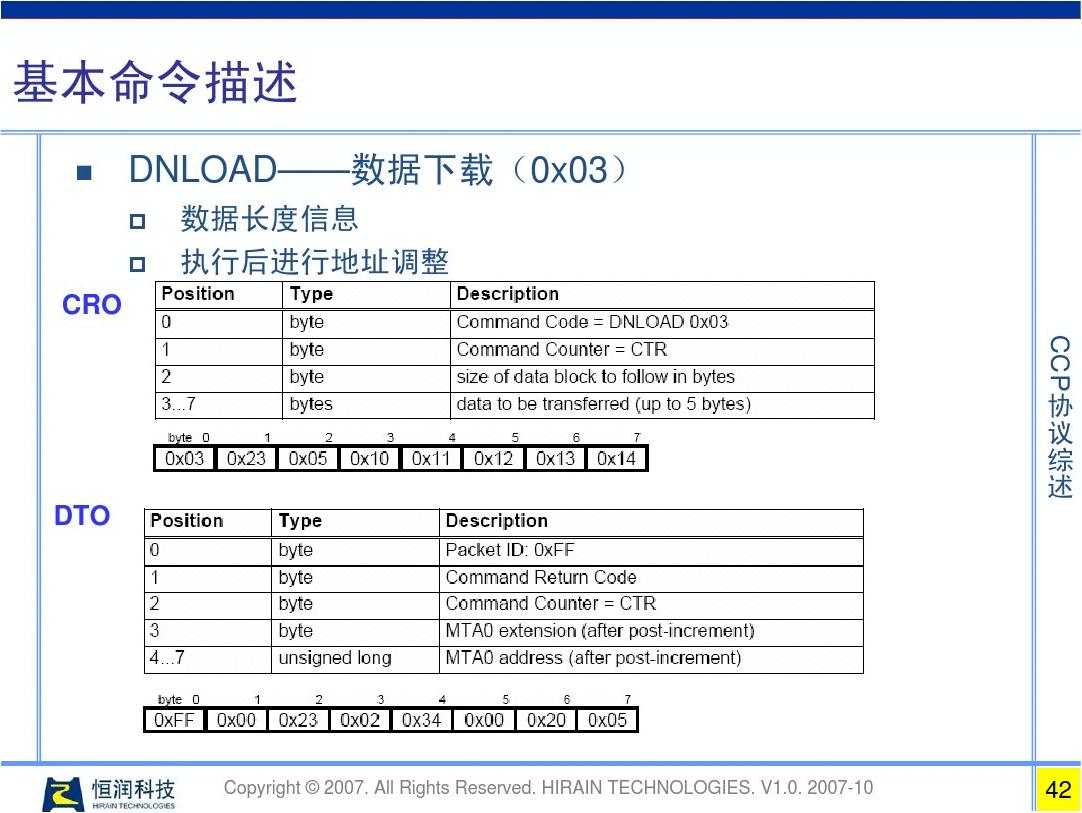 基本命令描述
■ DNLOAD——数据下载（0x03）
数据长度信息
执行后进行地址调整
CRO
Position Type Description
0 byte Command Code = DNLOAD 0x03
1 byte Command Counter = CTR
2 byte size of data block to follow in bytes
3...7 bytes data to be transferred (up to 5 bytes)
byte 0 1 2 3 4 5 6 7
0x03 0x23 0x05 0x10 0x11 0x12 0x13 0x14
DTO
Position Type Description
0 byte Packet ID: 0xFF
1 byte Command Return Code
2 byte Command Counter = CTR
3 byte MTA0 extension (after post-increment)
4...7 unsigned long MTA0 address (after post-increment)
byte 0 1 2 3 4 5 6 7
0xFF 0x00 0x23 0x02 0x34 0x00 0x20 0x05
CCP协议综述
恒润科技
HIRAIN TECHNOLOGIES
Copyright © 2007. All Rights Reserved. HIRAIN TECHNOLOGIES. V1.0. 2007-10
42